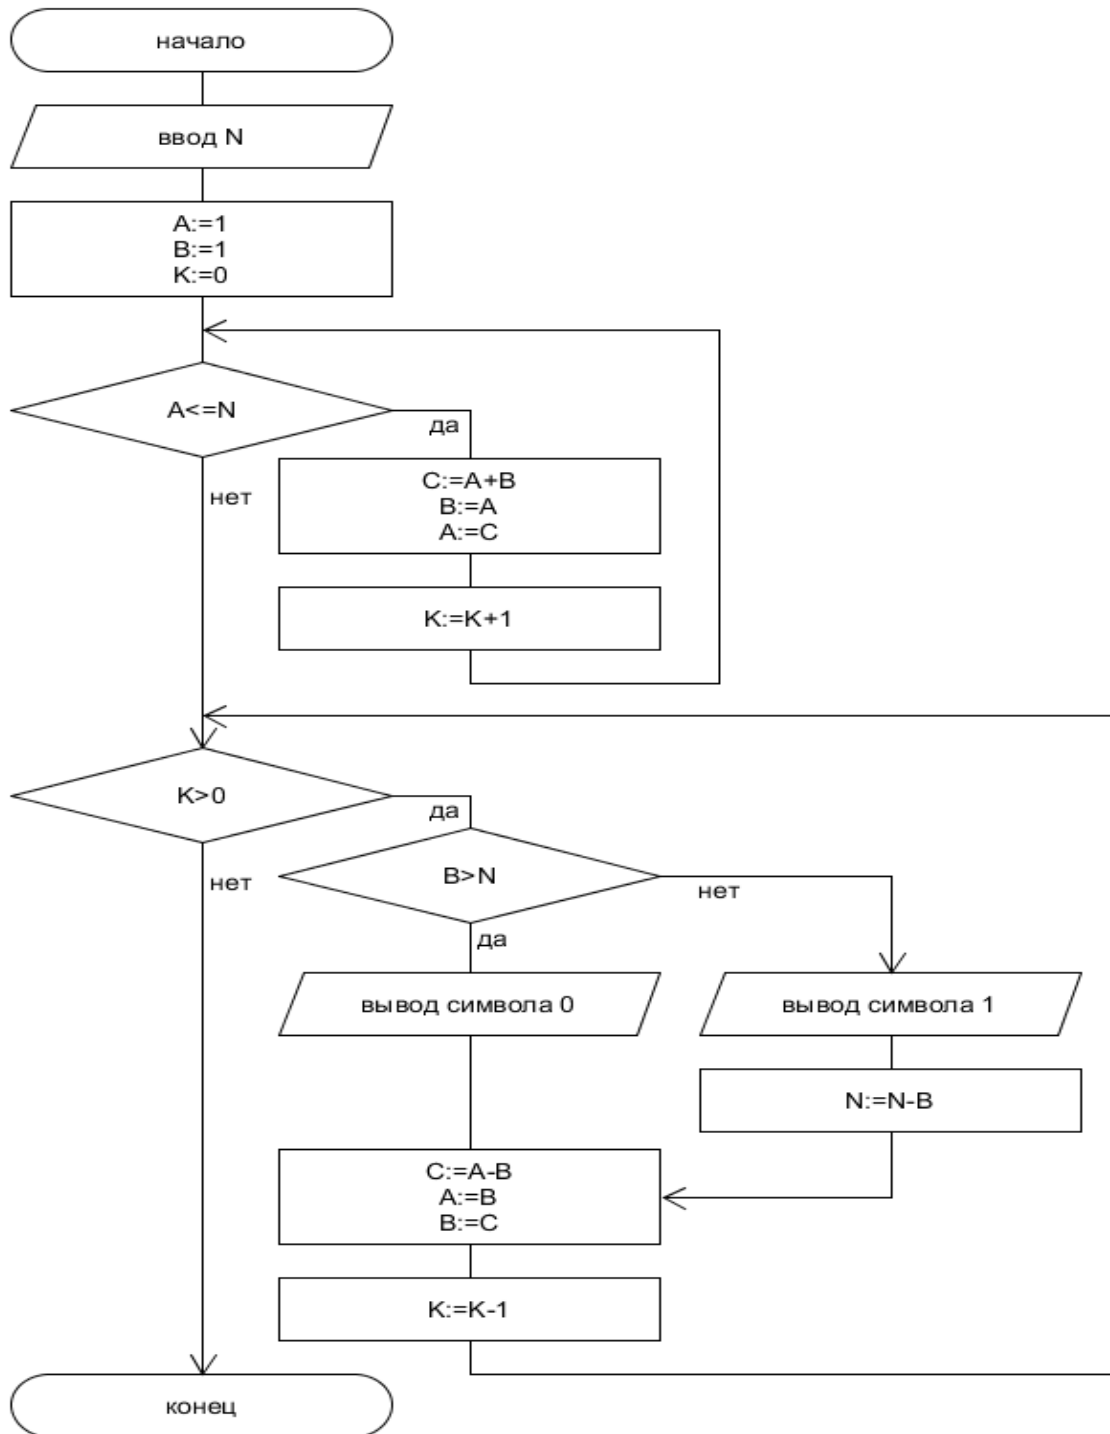 начало
ввод N
A:=1
B:=1
K:=0
A<=N
да
нет
C:=A+B
B:=A
A:=C
K:=K+1
K>0
да
нет
B>N
нет
да
вывод символа 0
вывод символа 1
N:=N-B
C:=A-B
A:=B
B:=C
K:=K-1
конец